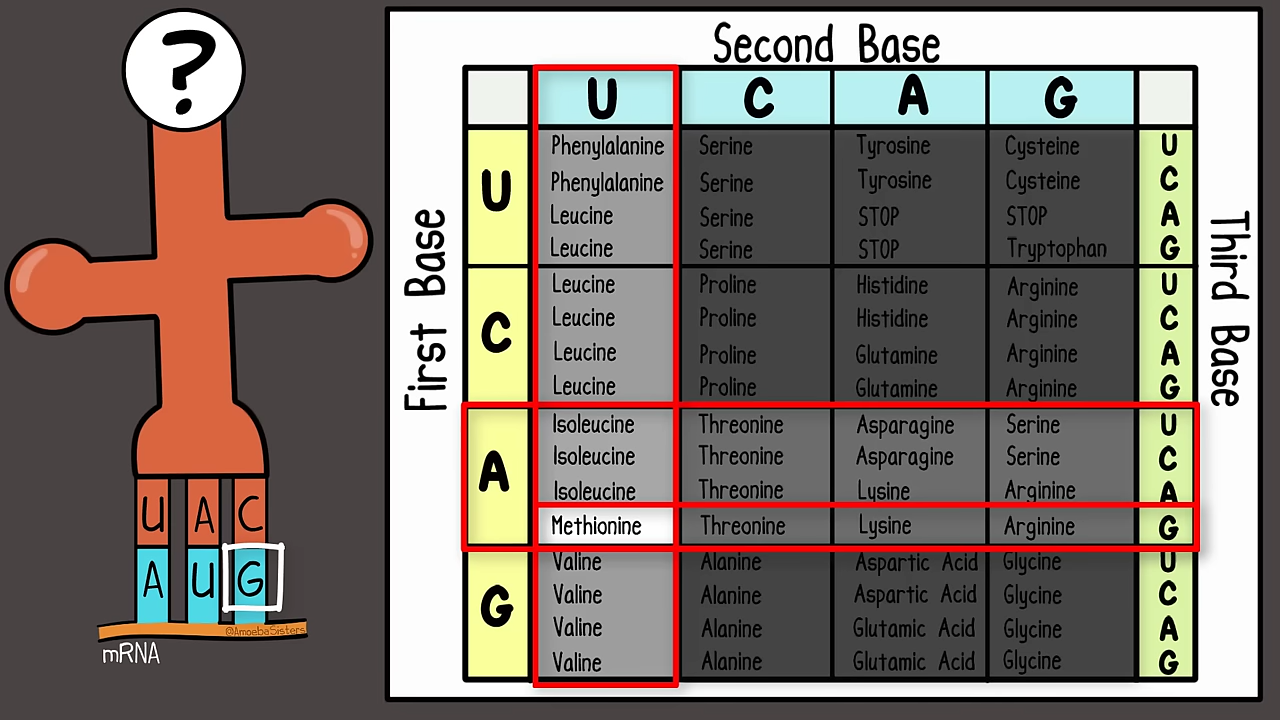 ?
U A C
A U G
@AmoebaSisters
mRNA
Second Base
U C A G
First Base
Third Base
U
Phenylalanine Serine Tyrosine Cysteine U
Phenylalanine Serine Tyrosine Cysteine C
Leucine Serine STOP STOP A
Leucine Serine STOP Tryptophan G
C
Leucine Proline Histidine Arginine U
Leucine Proline Histidine Arginine C
Leucine Proline Glutamine Arginine A
Leucine Proline Glutamine Arginine G
A
Isoleucine Threonine Asparagine Serine U
Isoleucine Threonine Asparagine Serine C
Isoleucine Threonine Lysine Arginine A
Methionine Threonine Lysine Arginine G
G
Valine Alanine Aspartic Acid Glycine U
Valine Alanine Aspartic Acid Glycine C
Valine Alanine Glutamic Acid Glycine A
Valine Alanine Glutamic Acid Glycine G